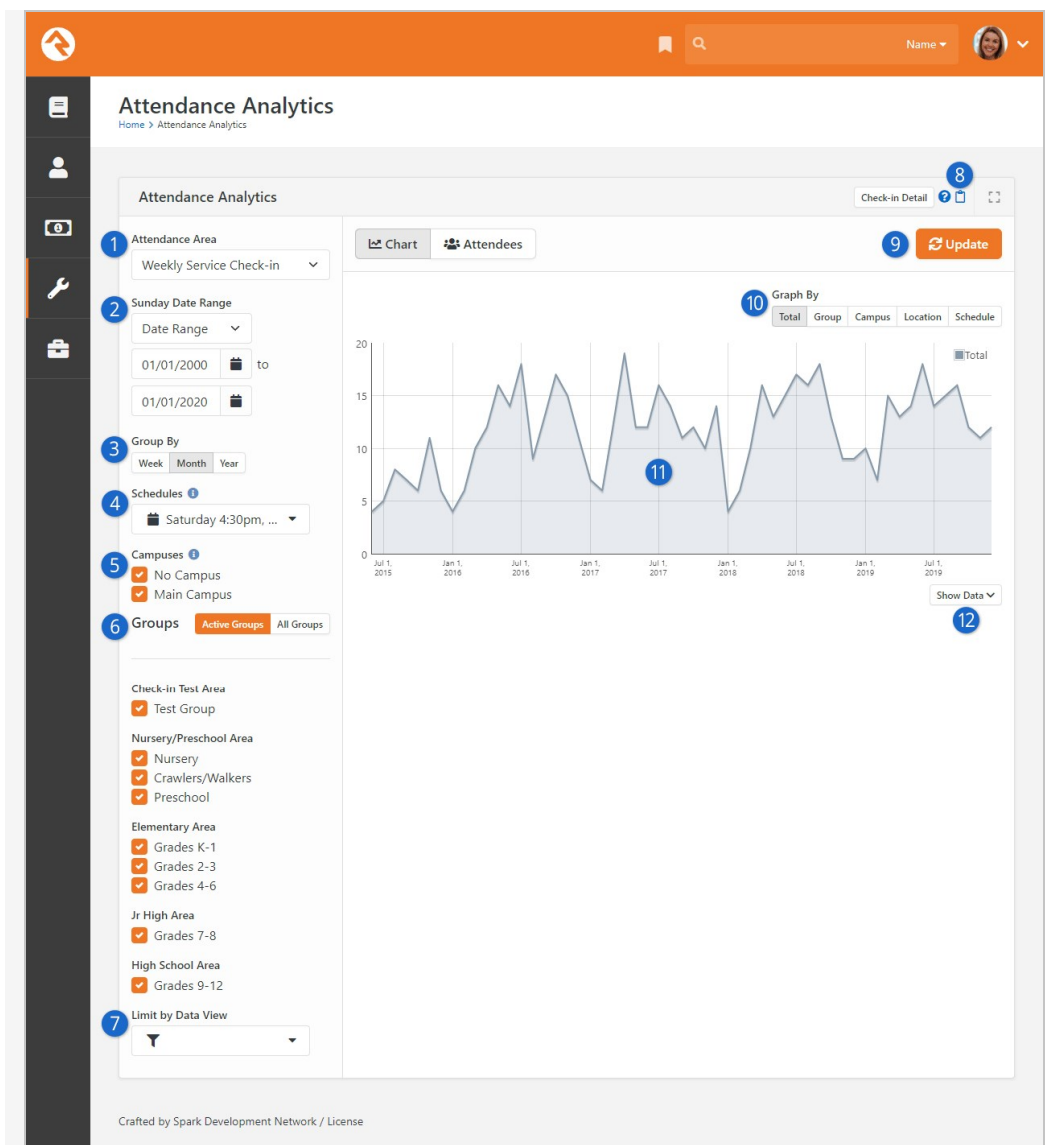 Name
Attendance Analytics
Home > Attendance Analytics
8
Attendance Analytics
Check-in Detail
1
Attendance Area
Weekly Service Check-in
Chart
Attendees
9
Update
2
Sunday Date Range
Date Range
01/01/2000
to
01/01/2020
10
Graph By
Total Group Campus Location Schedule
20
15
10
5
0
Total
11
Jul 1, 2015
Jan 1, 2016
Jul 1, 2016
Jan 1, 2017
Jul 1, 2017
Jan 1, 2018
Jul 1, 2018
Jan 1, 2019
Jul 1, 2019
Show Data
12
3
Group By
Week Month Year
4
Schedules
Saturday 4:30pm, ...
5
Campuses
No Campus
Main Campus
6
Groups
Active Groups All Groups
Check-in Test Area
Test Group
Nursery/Preschool Area
Nursery
Crawlers/Walkers
Preschool
Elementary Area
Grades K-1
Grades 2-3
Grades 4-6
Jr High Area
Grades 7-8
High School Area
Grades 9-12
7
Limit by Data View
Crafted by Spark Development Network / License